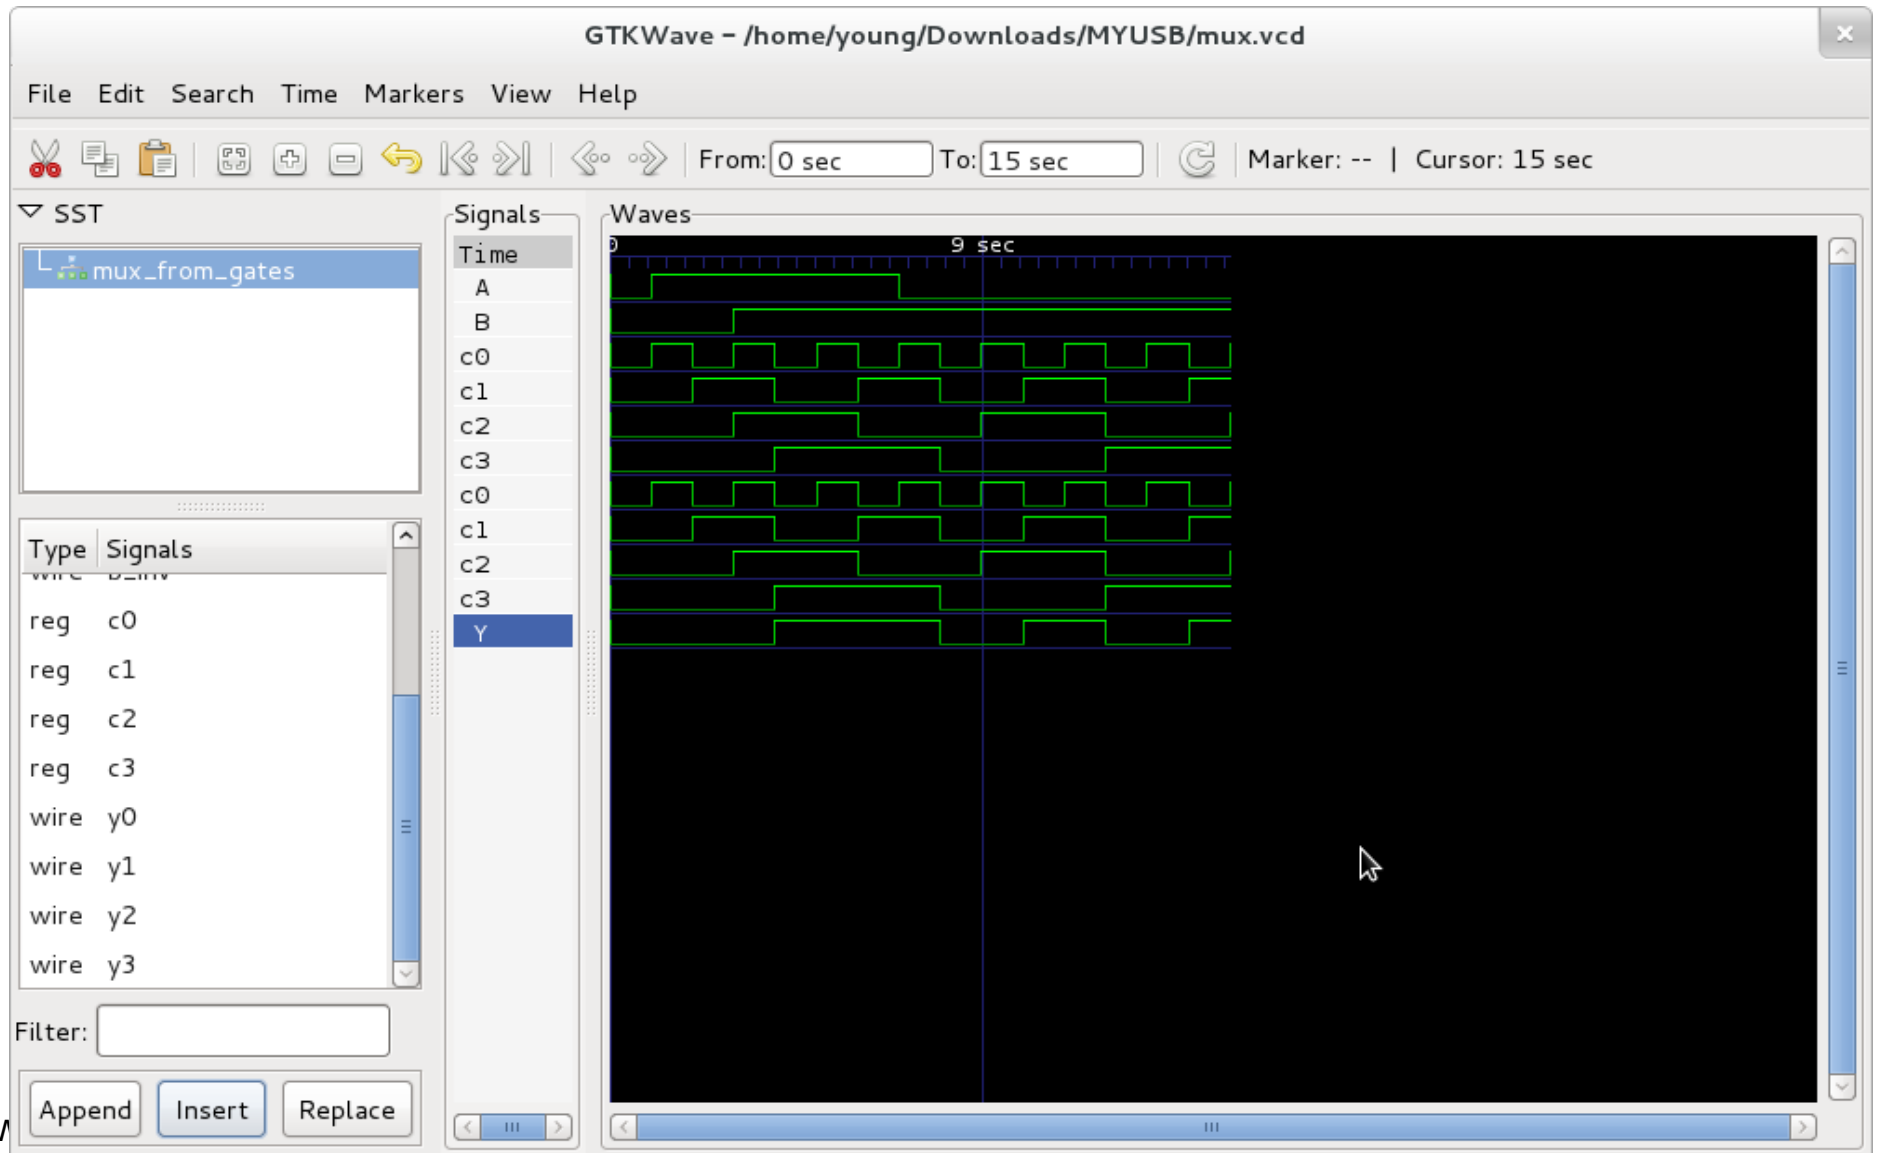 GTKWave – /home/young/Downloads/MYUSB/mux.vcd
File Edit Search Time Markers View Help
From: 0 sec To: 15 sec Marker: -- | Cursor: 15 sec
SST
mux_from_gates
Type Signals
reg c0
reg c1
reg c2
reg c3
wire y0
wire y1
wire y2
wire y3
Filter:
Append Insert Replace
Signals
Time
A
B
c0
c1
c2
c3
c0
c1
c2
c3
Y
Waves
0 9 sec